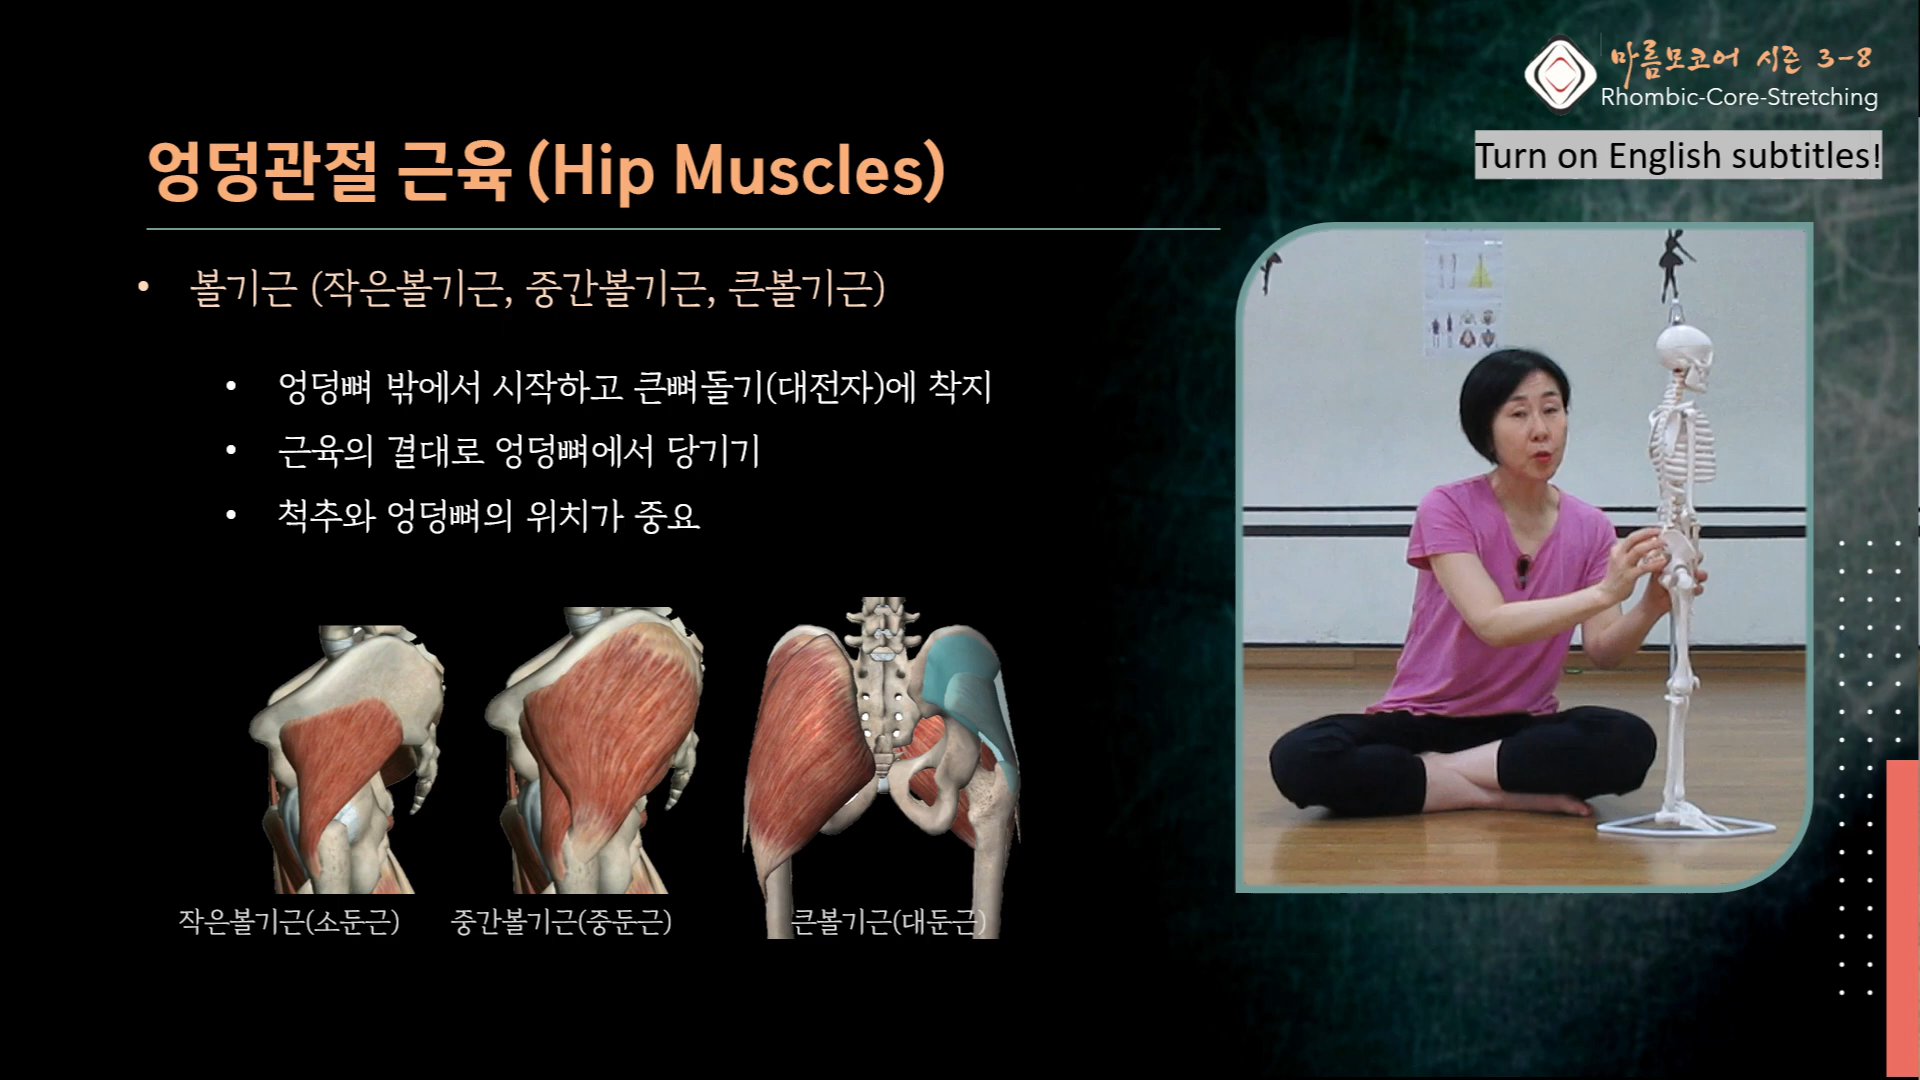 마름모코어 시즌 3-8
Rhombic-Core-Stretching
Turn on English subtitles!
엉덩관절 근육 (Hip Muscles)
• 볼기근 (작은볼기근, 중간볼기근, 큰볼기근)
• 엉덩뼈 밖에서 시작하고 큰뼈돌기(대전자)에 착지
• 근육의 결대로 엉덩뼈에서 당기기
• 척추와 엉덩뼈의 위치가 중요
작은볼기근(소둔근)
중간볼기근(중둔근)
큰볼기근(대둔근)